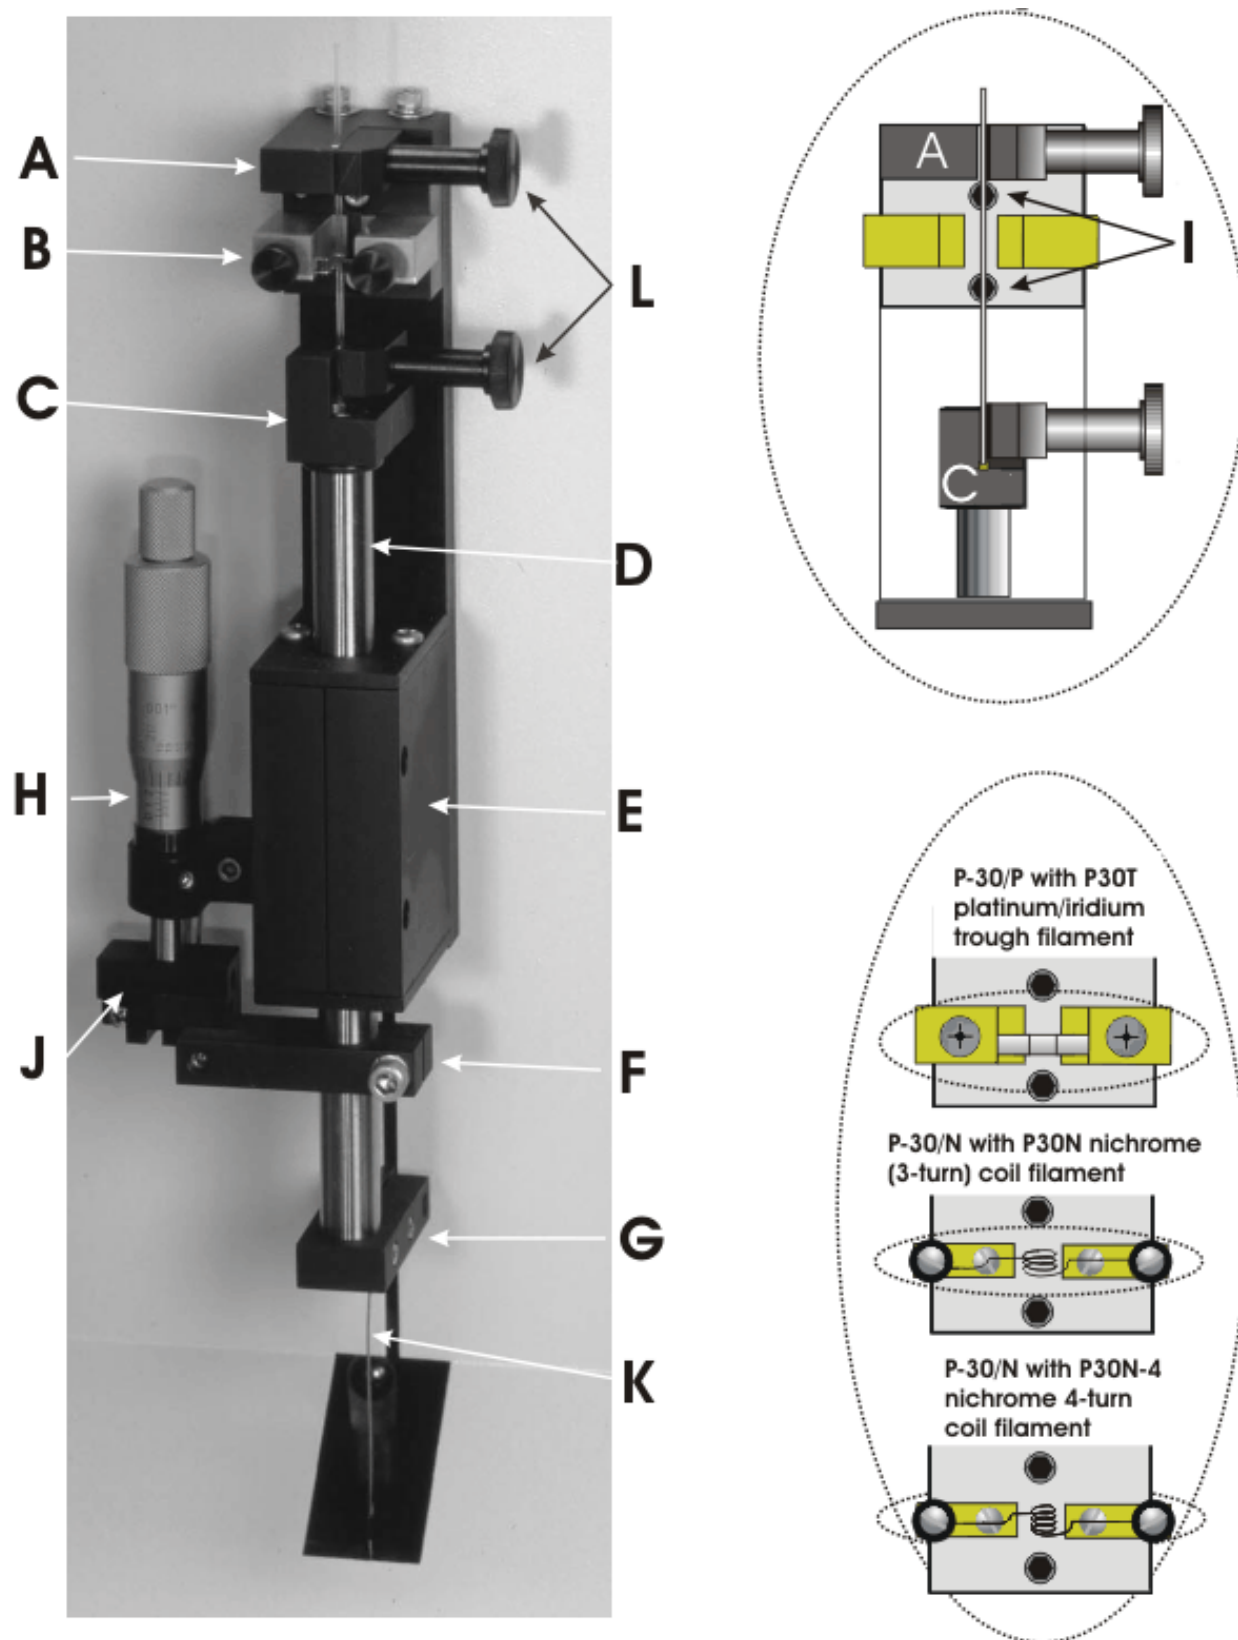 A
B
C
D
H
E
J
F
G
K
L
.001"
A
I
C
P-30/P with P30T
platinum/iridium
trough filament
P-30/N with P30N nichrome
(3-turn) coil filament
P-30/N with P30N-4
nichrome 4-turn
coil filament